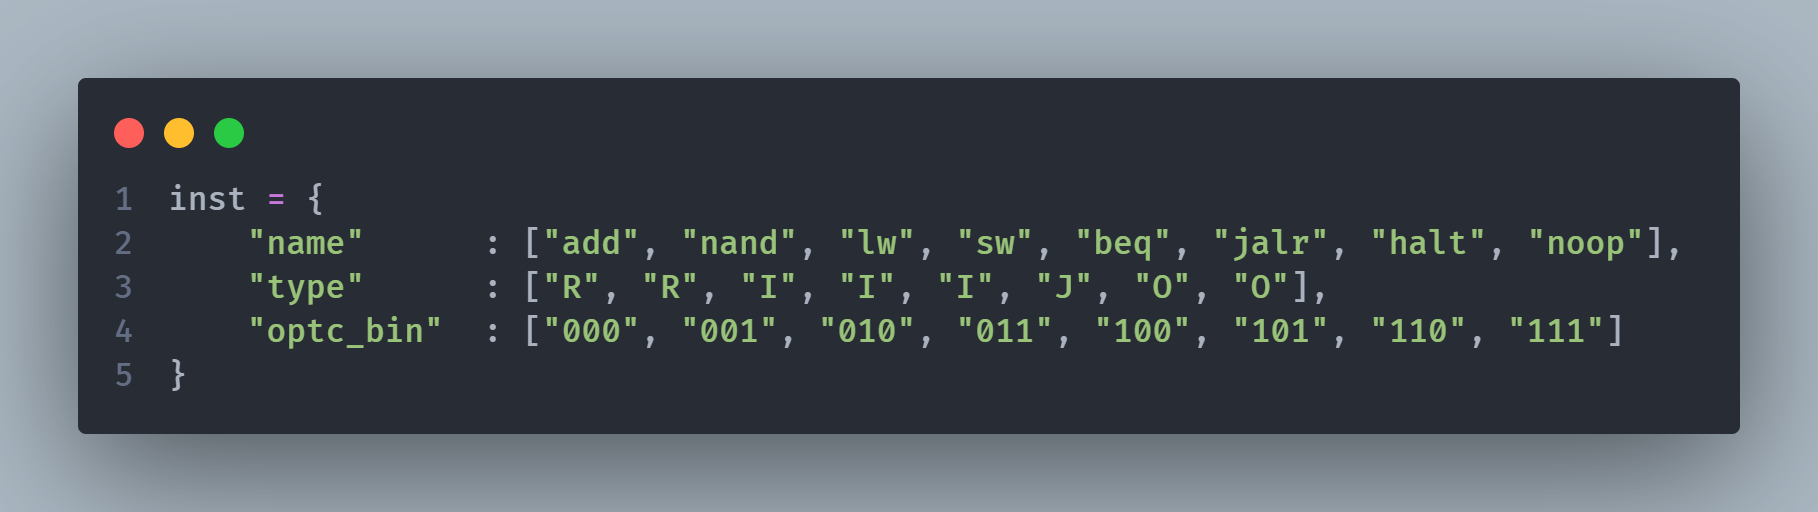 1 inst = {
2     "name"      : ["add", "nand", "lw", "sw", "beq", "jalr", "halt", "noop"],
3     "type"      : ["R", "R", "I", "I", "I", "J", "O", "O"],
4     "optc_bin"  : ["000", "001", "010", "011", "100", "101", "110", "111"]
5 }